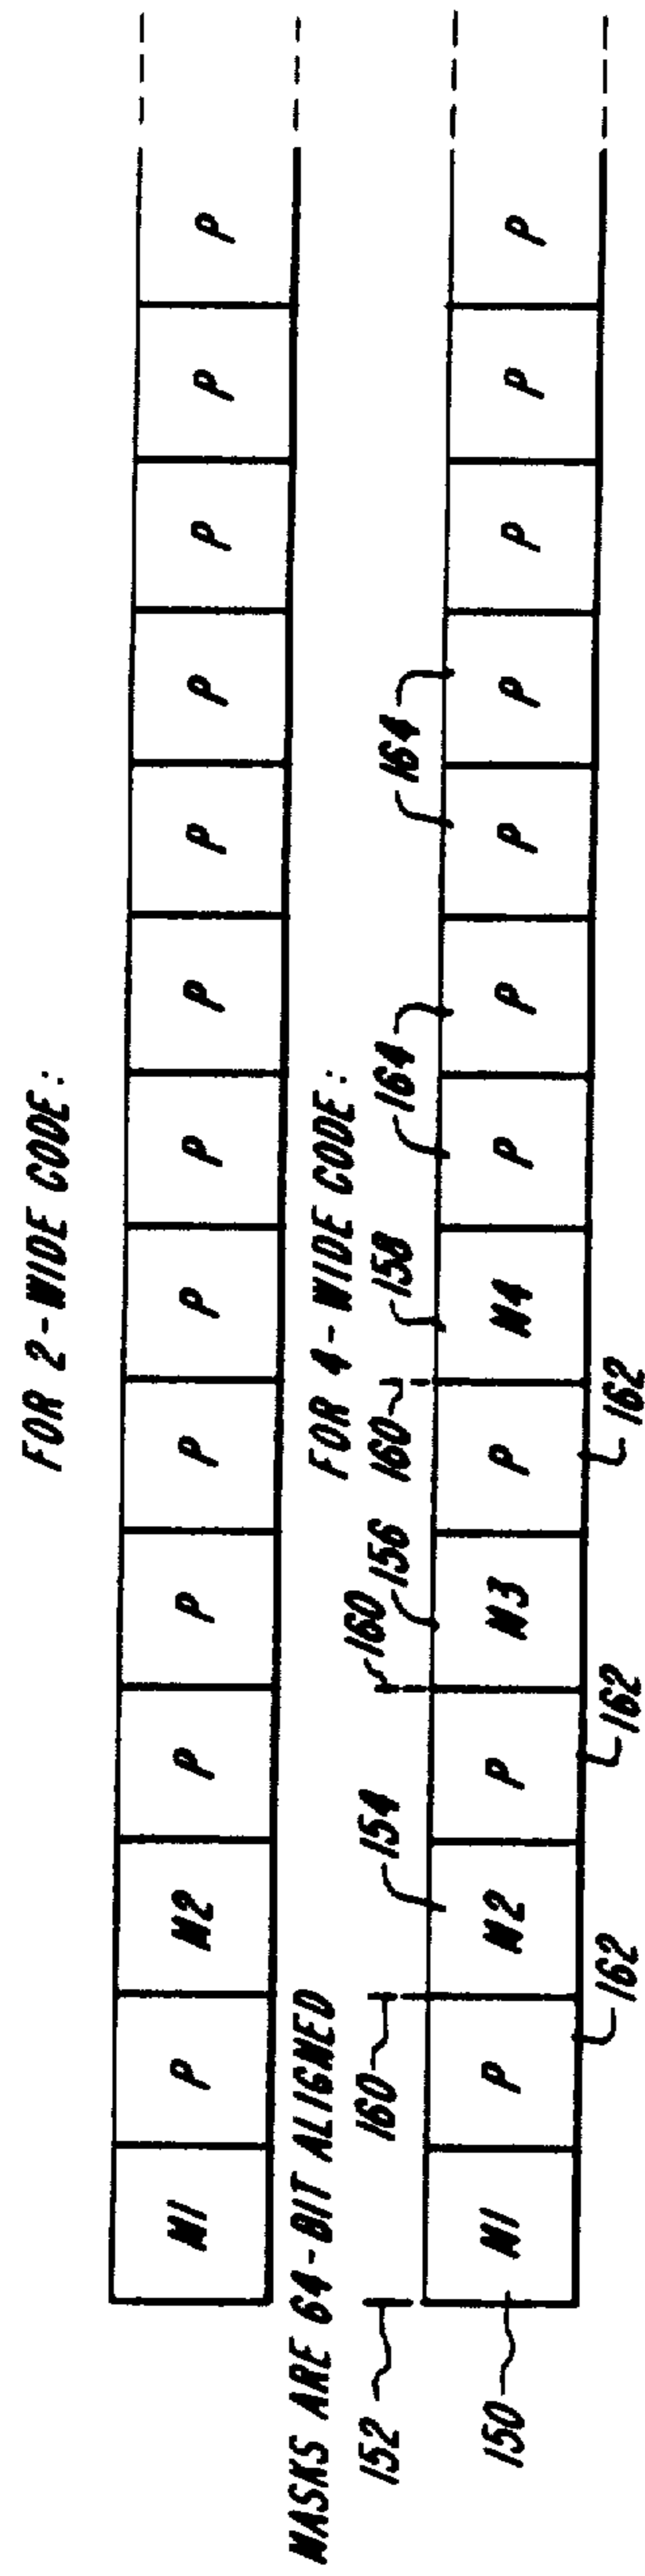 FOR 2-WIDE CODE:
M1 P M2 P P P P P P P P P P P
MASKS ARE 64-BIT ALIGNED FOR 4-WIDE CODE:
152 160 154 160 156 160 158 164 164
M1 P M2 P M3 P M4 P P P P P P P
150 162 162 162